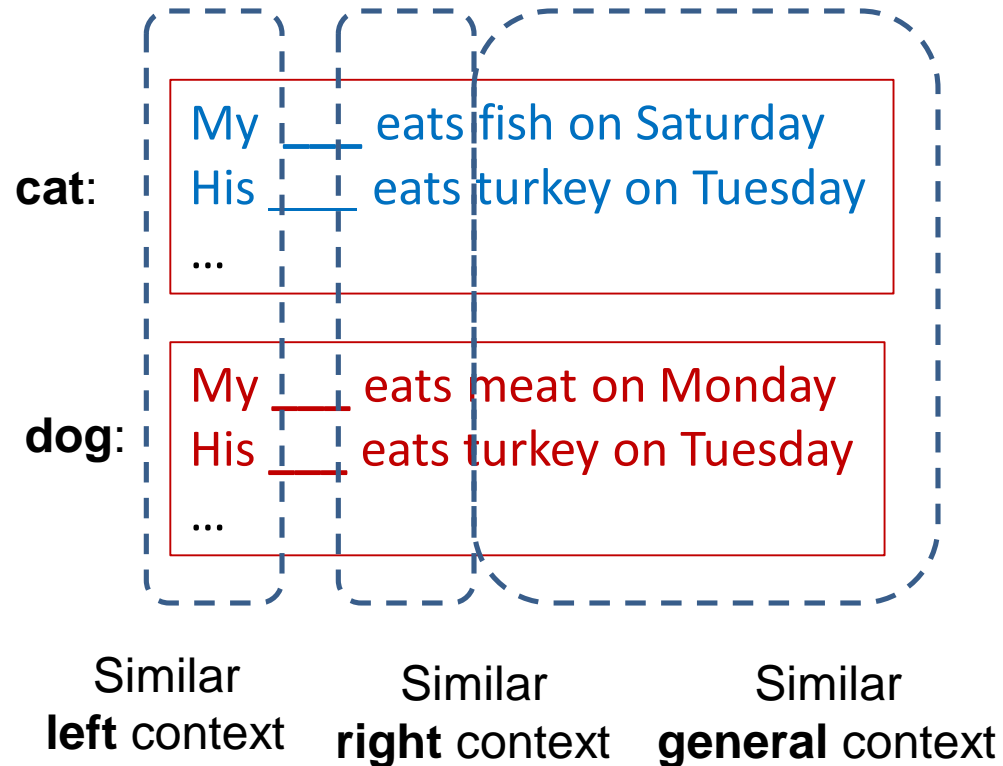 cat:
My ___ eats fish on Saturday
His ____ eats turkey on Tuesday
...
dog:
My ___ eats meat on Monday
His ___ eats turkey on Tuesday
...
Similar
left context
Similar
right context
Similar
general context